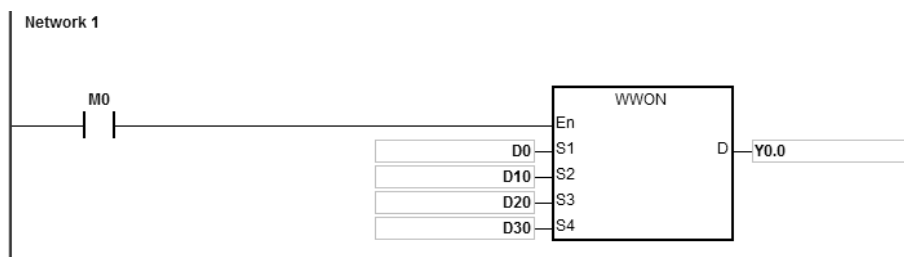 Network 1
M0
WWON
En
D0 S1 D Y0.0
D10 S2
D20 S3
D30 S4